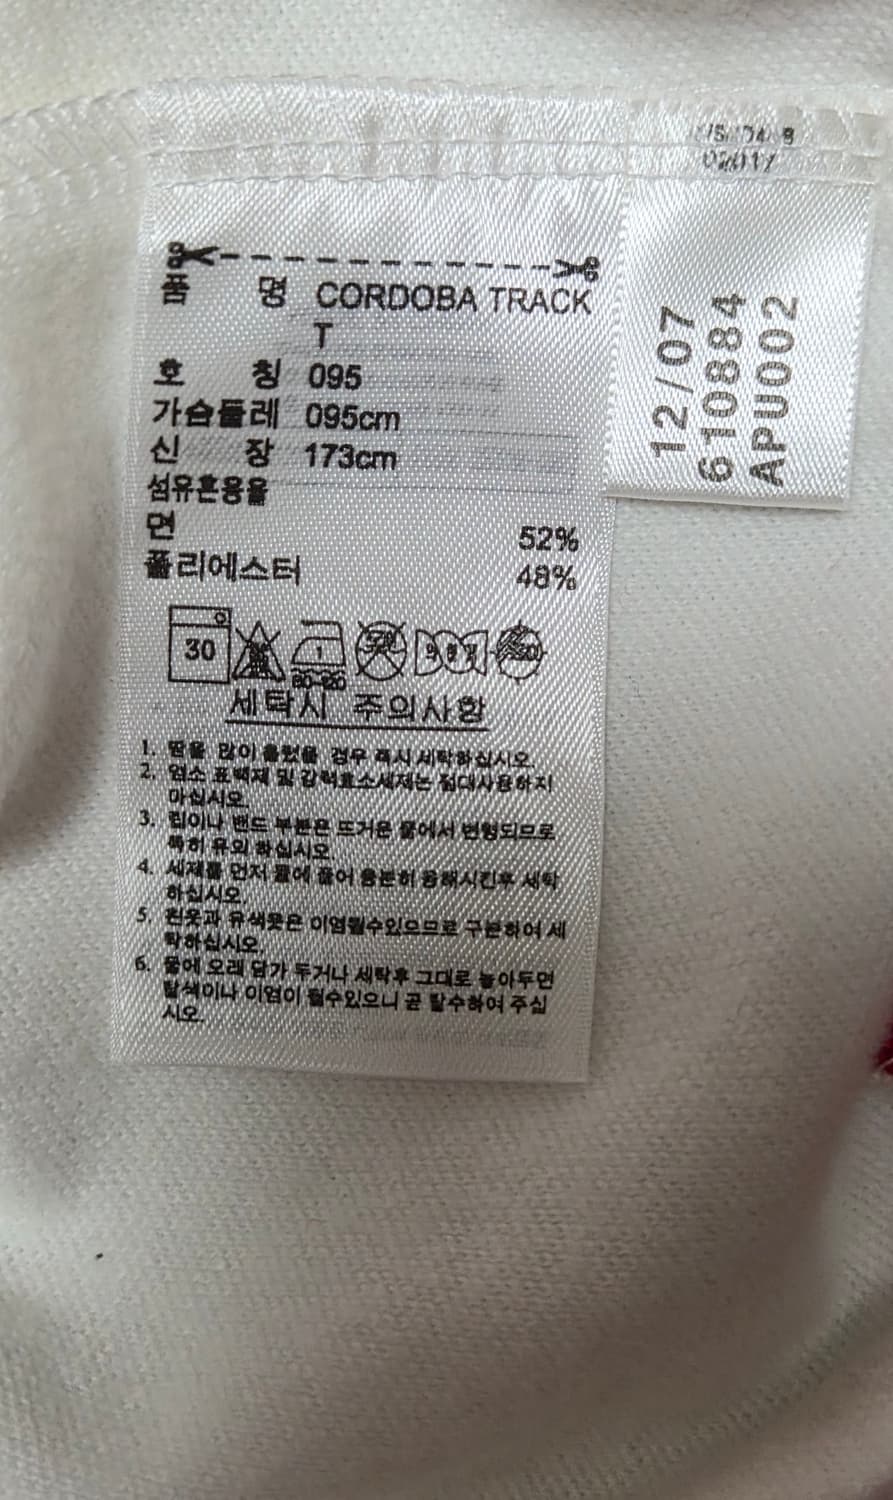 품 명 CORDOBA TRACK
T
호 칭 095
가슴둘레 095cm
신 장 173cm
섬유혼용율
면 52%
폴리에스터 48%
30
1
80-120
세탁시 주의사항
1. 땀을 많이 흘렸을 경우 즉시 세탁하십시오.
2. 염소 표백제 및 강력효소세제는 절대사용하지
마십시오.
3. 립이나 밴드 부분은 뜨거운 물에서 변형되므로
특히 유의 하십시오.
4. 세제를 먼저 물에 풀어 충분히 용해시킨후 세탁
하십시오.
5. 흰옷과 유색옷은 이염될수있으므로 구분하여 세
탁하십시오.
6. 물에 오래 담가 두거나 세탁후 그대로 놓아두면
탈색이나 이염이 될수있으니 곧 탈수하여 주십
시오.
12/07
610884
APU002